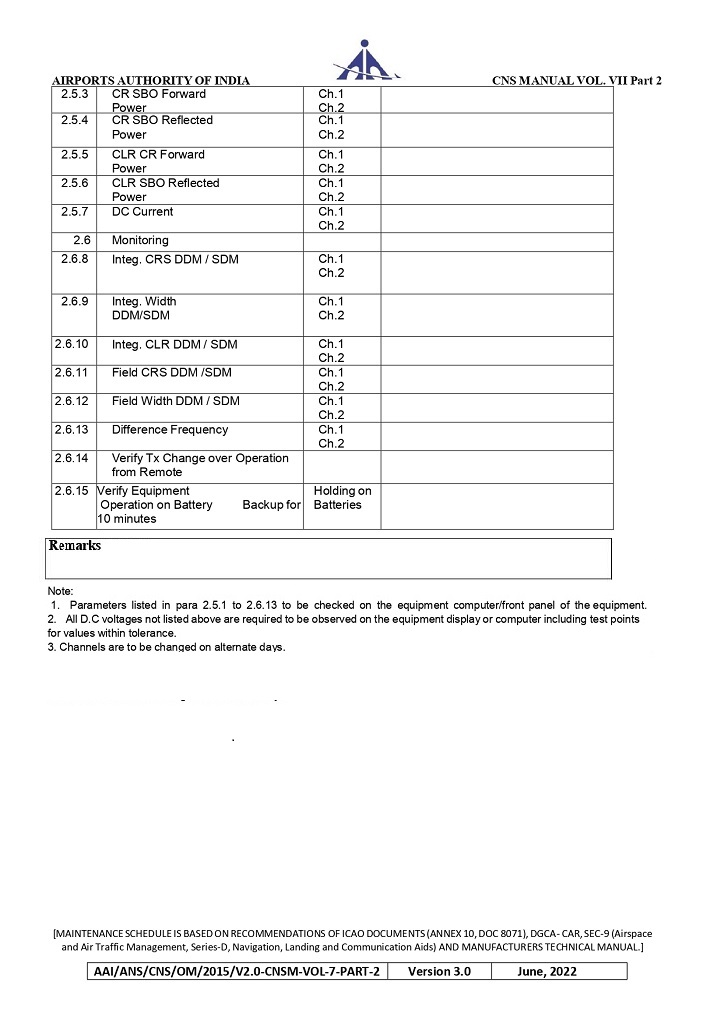 AIRPORTS AUTHORITY OF INDIA CNS MANUAL VOL. VII Part 2
2.5.3 CR SBO Forward Ch.1
Power Ch.2
2.5.4 CR SBO Reflected Ch.1
Power Ch.2
2.5.5 CLR CR Forward Ch.1
Power Ch.2
2.5.6 CLR SBO Reflected Ch.1
Power Ch.2
2.5.7 DC Current Ch.1
Ch.2
2.6 Monitoring
2.6.8 Integ. CRS DDM / SDM Ch.1
Ch.2
2.6.9 Integ. Width Ch.1
DDM/SDM Ch.2
2.6.10 Integ. CLR DDM / SDM Ch.1
Ch.2
2.6.11 Field CRS DDM /SDM Ch.1
Ch.2
2.6.12 Field Width DDM / SDM Ch.1
Ch.2
2.6.13 Difference Frequency Ch.1
Ch.2
2.6.14 Verify Tx Change over Operation
from Remote
2.6.15 Verify Equipment Holding on
Operation on Battery Backup for Batteries
10 minutes
Remarks
Note:
1. Parameters listed in para 2.5.1 to 2.6.13 to be checked on the equipment computer/front panel of the equipment.
2. All D.C voltages not listed above are required to be observed on the equipment display or computer including test points
for values within tolerance.
3. Channels are to be changed on alternate days.
[MAINTENANCE SCHEDULE IS BASED ON RECOMMENDATIONS OF ICAO DOCUMENTS (ANNEX 10, DOC 8071), DGCA- CAR, SEC-9 (Airspace
and Air Traffic Management, Series-D, Navigation, Landing and Communication Aids) AND MANUFACTURERS TECHNICAL MANUAL.]
AAI/ANS/CNS/OM/2015/V2.0-CNSM-VOL-7-PART-2 Version 3.0 June, 2022